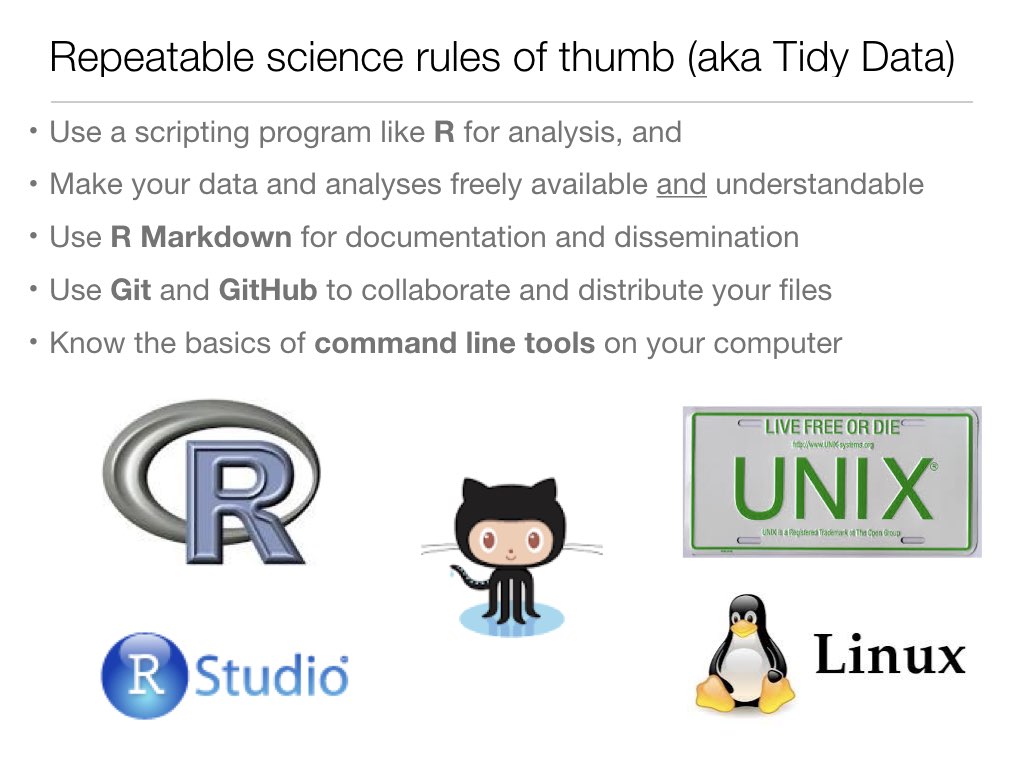 Repeatable science rules of thumb (aka Tidy Data)
• Use a scripting program like R for analysis, and
• Make your data and analyses freely available and understandable
• Use R Markdown for documentation and dissemination
• Use Git and GitHub to collaborate and distribute your files
• Know the basics of command line tools on your computer
R
LIVE FREE OR DIE
http://www.UNIX-systems.org
UNIX®
UNIX is a Registered Trademark of The Open Group
R Studio
Linux